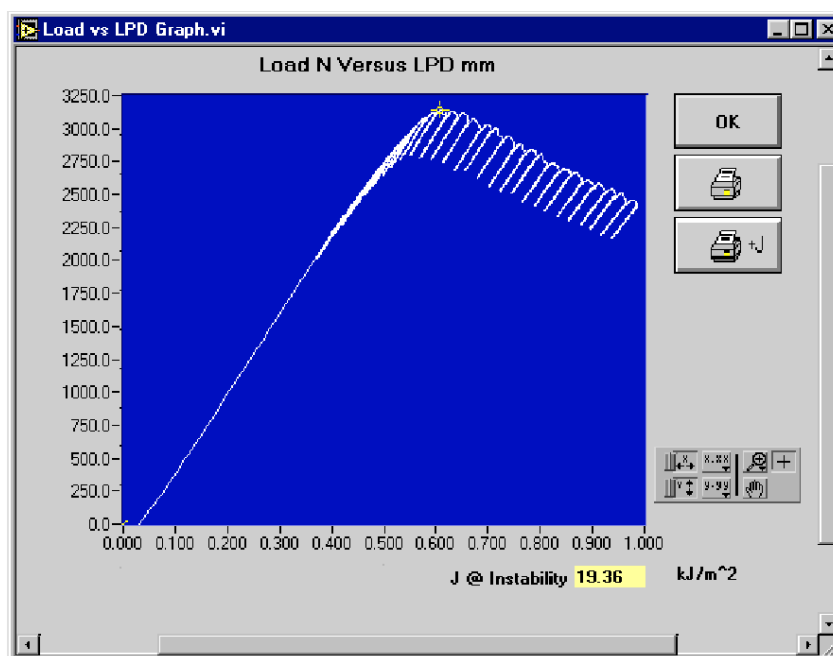 Load vs LPD Graph.vi
Load N Versus LPD mm
3250.0
3000.0
2750.0
2500.0
2250.0
2000.0
1750.0
1500.0
1250.0
1000.0
750.0
500.0
250.0
0.0
0.000 0.100 0.200 0.300 0.400 0.500 0.600 0.700 0.800 0.900 1.000
J @ Instability 19.36 kJ/m^2
OK
+J
X x.xx
Y y.yy